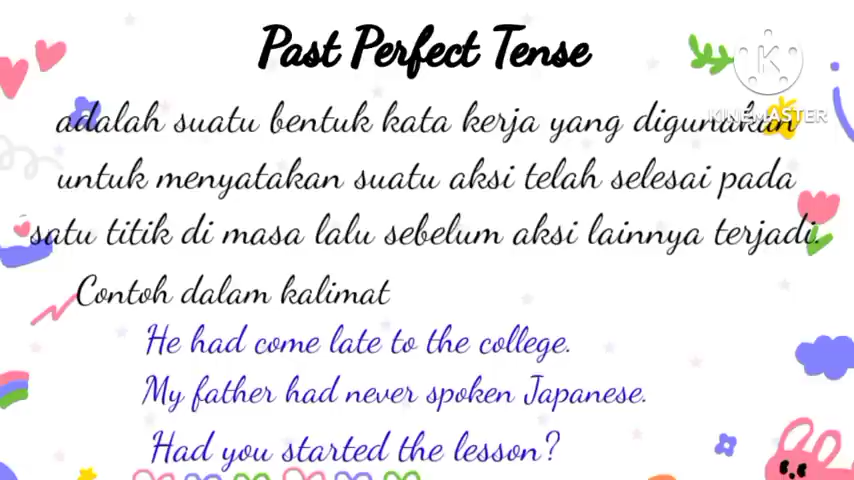 Past Perfect Tense
KINEMASTER
adalah suatu bentuk kata kerja yang digunakan
untuk menyatakan suatu aksi telah selesai pada
satu titik di masa lalu sebelum aksi lainnya terjadi.
Contoh dalam kalimat
He had come late to the college.
My father had never spoken Japanese.
Had you started the lesson?